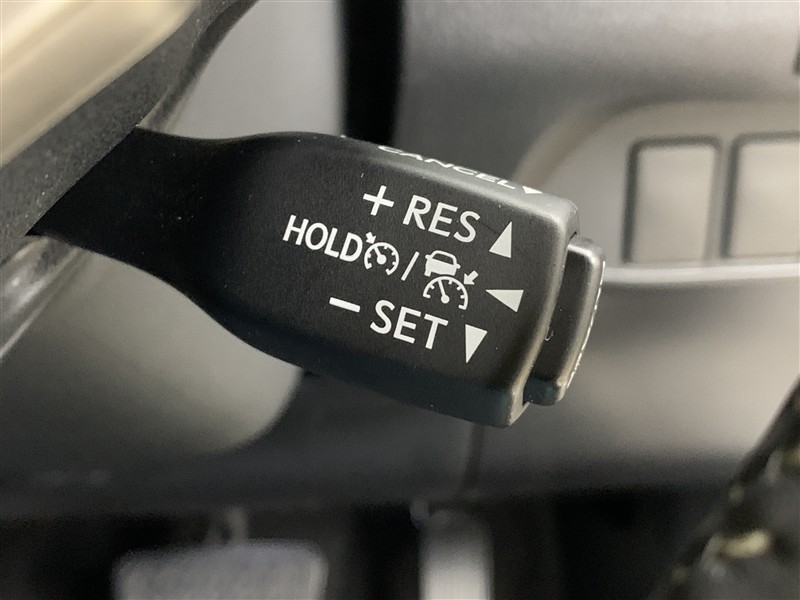 CANCEL
+ RES
HOLD /
− SET